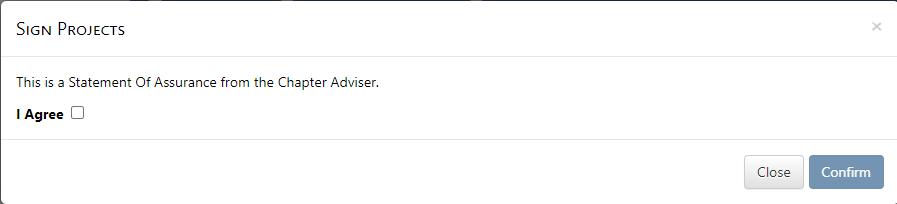 Sign Projects
×
This is a Statement Of Assurance from the Chapter Adviser.
I Agree
Close Confirm